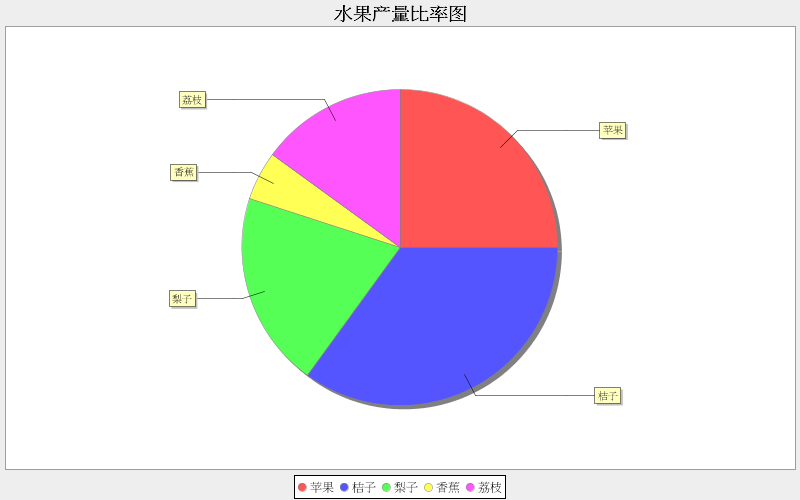 水果产量比率图
荔枝
苹果
香蕉
梨子
桔子
苹果 桔子 梨子 香蕉 荔枝